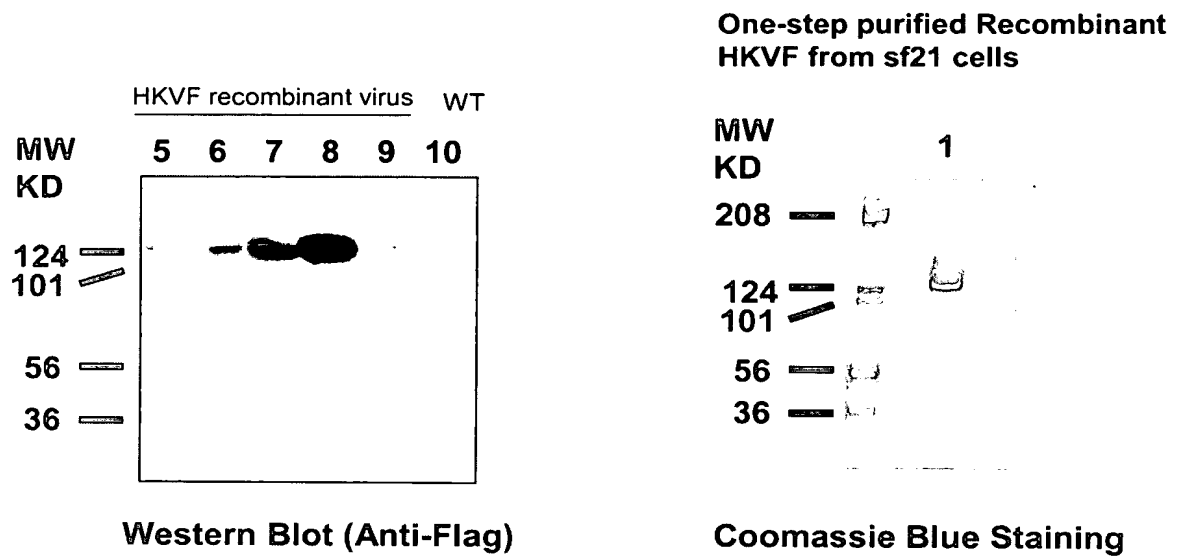 One-step purified Recombinant
HKVF from sf21 cells
HKVF recombinant virus WT
MW
KD
5 6 7 8 9 10
124
101
56
36
Western Blot (Anti-Flag)
MW
KD
1
208
124
101
56
36
Coomassie Blue Staining